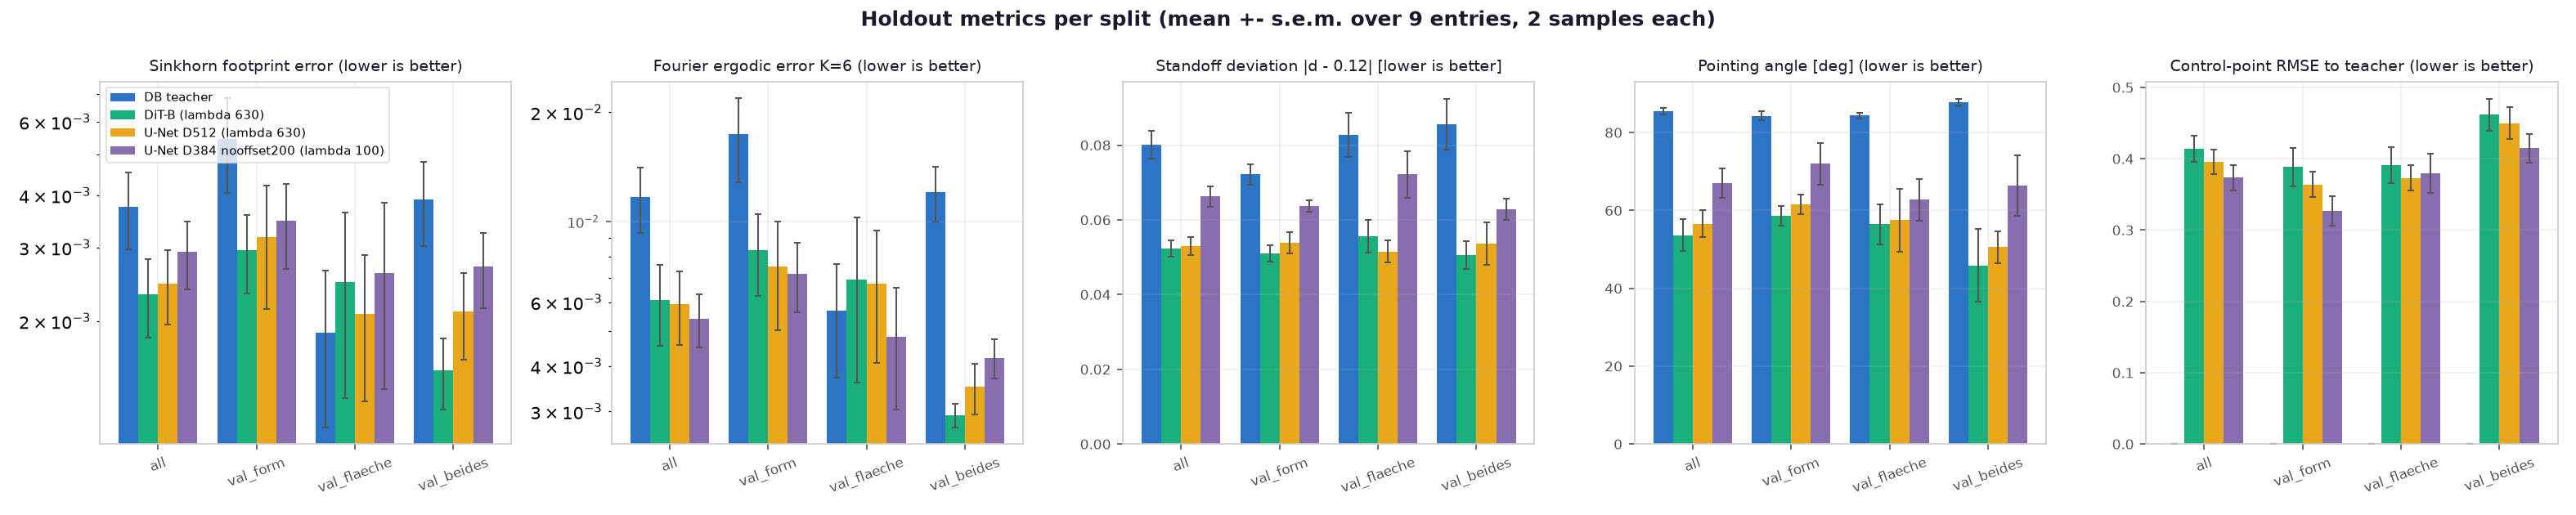 Holdout metrics per split (mean +- s.e.m. over 9 entries, 2 samples each)
Sinkhorn footprint error (lower is better)
DB teacher
DiT-B (lambda 630)
U-Net D512 (lambda 630)
U-Net D384 nooffset200 (lambda 100)
6 × 10⁻³
4 × 10⁻³
3 × 10⁻³
2 × 10⁻³
all
val_form
val_flaeche
val_beides
Fourier ergodic error K=6 (lower is better)
2 × 10⁻²
10⁻²
6 × 10⁻³
4 × 10⁻³
3 × 10⁻³
all
val_form
val_flaeche
val_beides
Standoff deviation |d - 0.12| [lower is better]
0.08
0.06
0.04
0.02
0.00
all
val_form
val_flaeche
val_beides
Pointing angle [deg] (lower is better)
80
60
40
20
0
all
val_form
val_flaeche
val_beides
Control-point RMSE to teacher (lower is better)
0.5
0.4
0.3
0.2
0.1
0.0
all
val_form
val_flaeche
val_beides